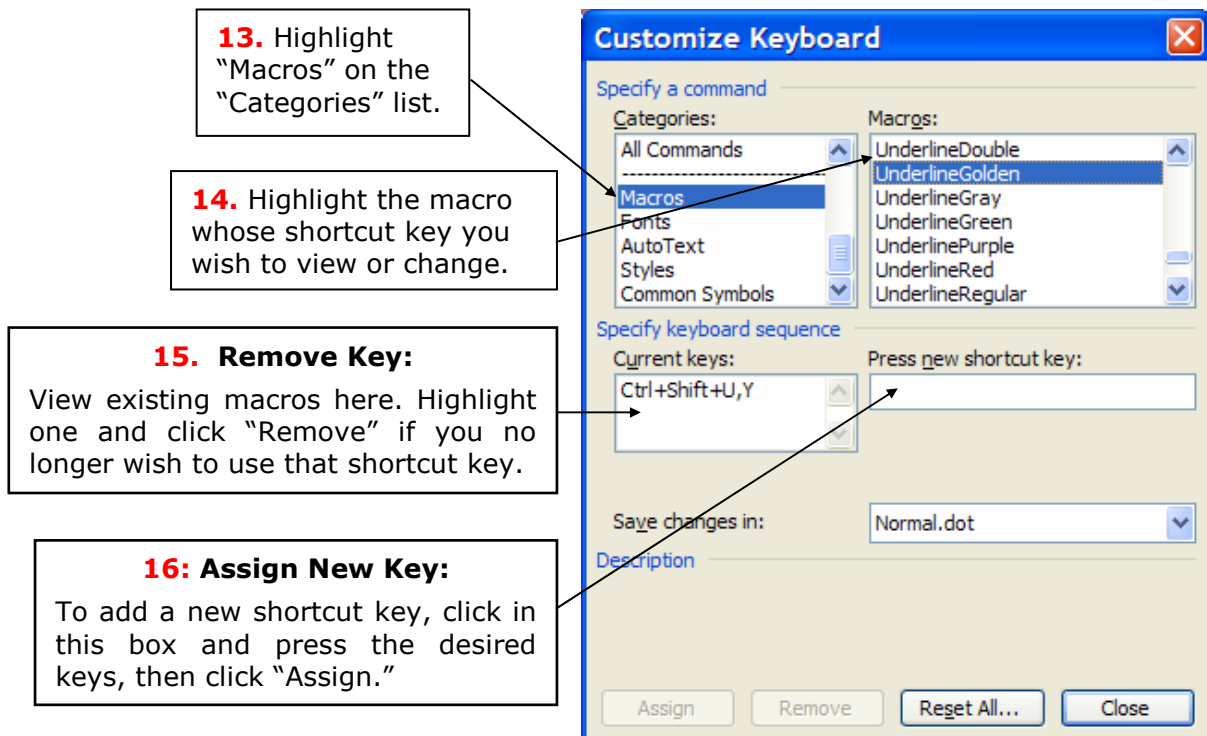 13. Highlight
“Macros” on the
“Categories” list.
14. Highlight the macro
whose shortcut key you
wish to view or change.
15. Remove Key:
View existing macros here. Highlight
one and click “Remove” if you no
longer wish to use that shortcut key.
16: Assign New Key:
To add a new shortcut key, click in
this box and press the desired
keys, then click “Assign.”
Customize Keyboard
Specify a command
Categories:
All Commands
Macros
Fonts
AutoText
Styles
Common Symbols
Macros:
UnderlineDouble
UnderlineGolden
UnderlineGray
UnderlineGreen
UnderlinePurple
UnderlineRed
UnderlineRegular
Specify keyboard sequence
Current keys:
Ctrl+Shift+U,Y
Press new shortcut key:
Save changes in:
Normal.dot
Description
Assign
Remove
Reset All...
Close